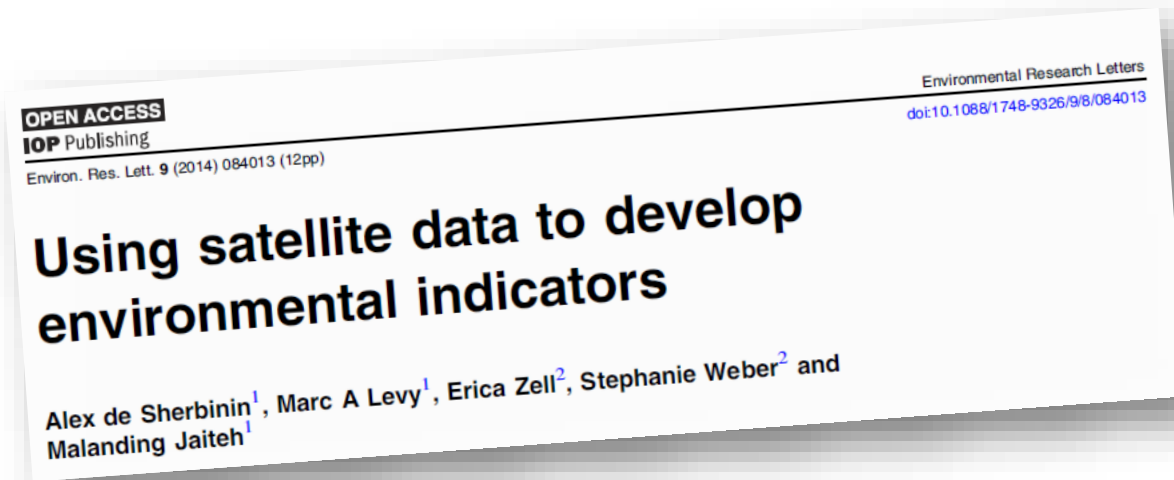 OPEN ACCESS
IOP Publishing
Environmental Research Letters
Environ. Res. Lett. 9 (2014) 084013 (12pp)
doi:10.1088/1748-9326/9/8/084013
Using satellite data to develop
environmental indicators
Alex de Sherbinin1, Marc A Levy1, Erica Zell2, Stephanie Weber2 and
Malanding Jaiteh1